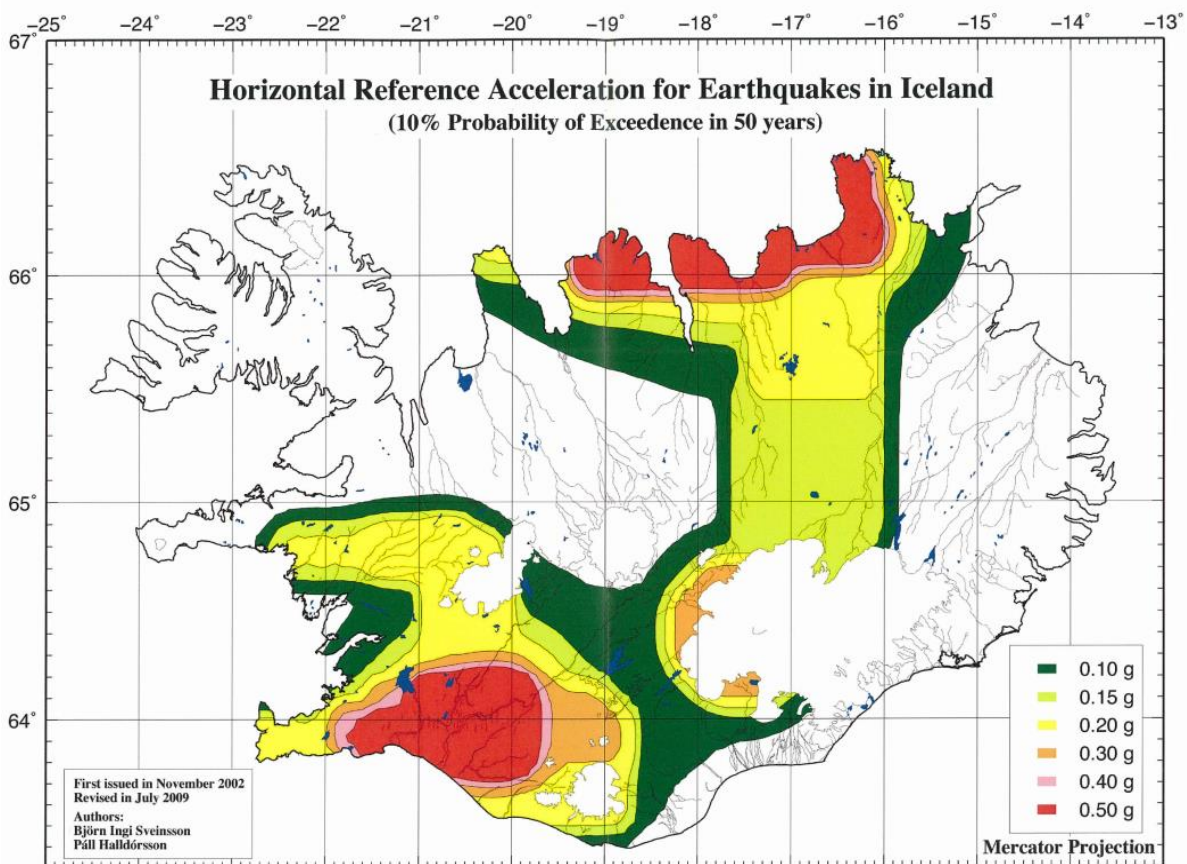 −25 −24 −23 −22 −21 −20 −19 −18 −17 −16 −15 −14 −13°
67°
Horizontal Reference Acceleration for Earthquakes in Iceland
(10% Probability of Exceedence in 50 years)
66°
65°
64°
0.10 g
0.15 g
0.20 g
0.30 g
0.40 g
0.50 g
First issued in November 2002
Revised in July 2009
Authors:
Björn Ingi Sveinsson
Páll Halldórsson
Mercator Projection